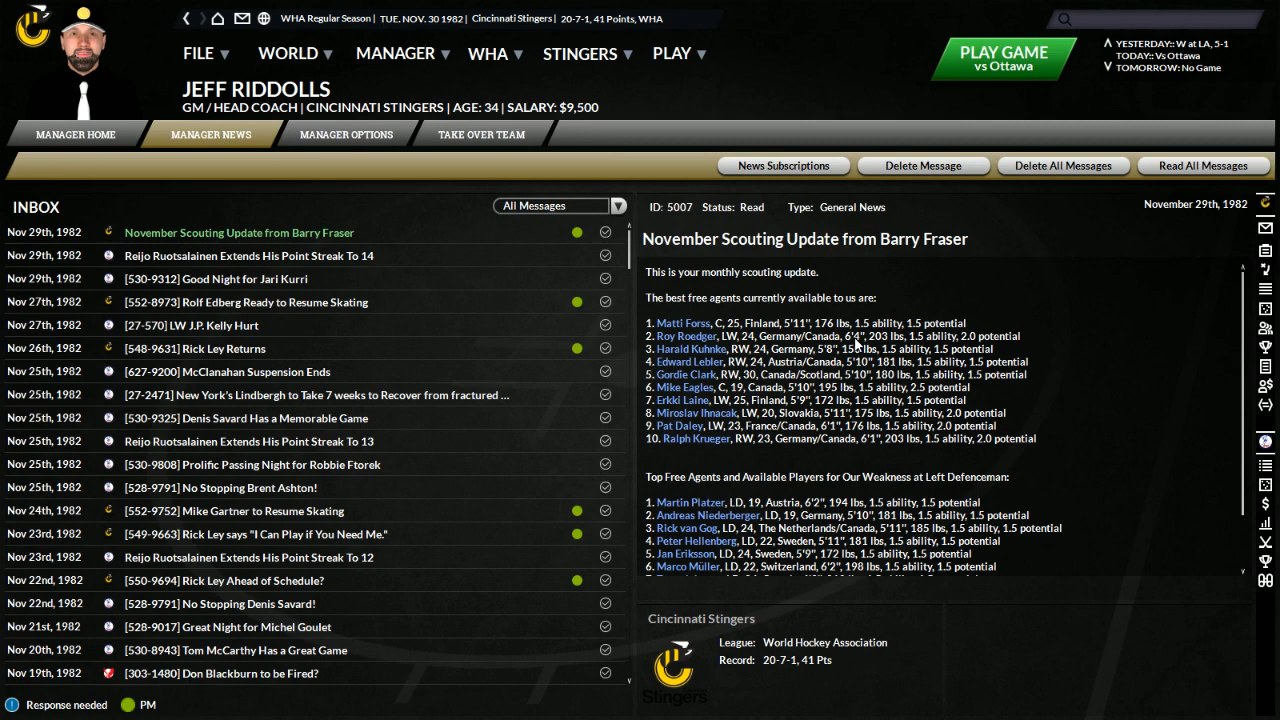 WHA Regular Season | TUE. NOV. 30 1982 | Cincinnati Stingers | 20-7-1, 41 Points, WHA
FILE WORLD MANAGER WHA STINGERS PLAY
PLAY GAME
vs Ottawa
YESTERDAY:: W at LA, 5-1
TODAY:: Vs Ottawa
TOMORROW: No Game
JEFF RIDDOLLS
GM / HEAD COACH | CINCINNATI STINGERS | AGE: 34 | SALARY: $9,500
MANAGER HOME MANAGER NEWS MANAGER OPTIONS TAKE OVER TEAM
News Subscriptions Delete Message Delete All Messages Read All Messages
INBOX All Messages
Nov 29th, 1982 November Scouting Update from Barry Fraser
Nov 29th, 1982 Reijo Ruotsalainen Extends His Point Streak To 14
Nov 29th, 1982 [530-9312] Good Night for Jari Kurri
Nov 27th, 1982 [552-8973] Rolf Edberg Ready to Resume Skating
Nov 27th, 1982 [27-570] LW J.P. Kelly Hurt
Nov 26th, 1982 [548-9631] Rick Ley Returns
Nov 25th, 1982 [627-9200] McClanahan Suspension Ends
Nov 25th, 1982 [27-2471] New York's Lindbergh to Take 7 weeks to Recover from fractured ...
Nov 25th, 1982 [530-9325] Denis Savard Has a Memorable Game
Nov 25th, 1982 Reijo Ruotsalainen Extends His Point Streak To 13
Nov 25th, 1982 [530-9808] Prolific Passing Night for Robbie Ftorek
Nov 25th, 1982 [528-9791] No Stopping Brent Ashton!
Nov 24th, 1982 [552-9752] Mike Gartner to Resume Skating
Nov 23rd, 1982 [549-9663] Rick Ley says "I Can Play if You Need Me."
Nov 23rd, 1982 Reijo Ruotsalainen Extends His Point Streak To 12
Nov 22nd, 1982 [550-9694] Rick Ley Ahead of Schedule?
Nov 22nd, 1982 [528-9791] No Stopping Denis Savard!
Nov 21st, 1982 [528-9017] Great Night for Michel Goulet
Nov 20th, 1982 [530-8943] Tom McCarthy Has a Great Game
Nov 19th, 1982 [303-1480] Don Blackburn to be Fired?
Response needed PM
ID: 5007 Status: Read Type: General News November 29th, 1982
November Scouting Update from Barry Fraser
This is your monthly scouting update.
The best free agents currently available to us are:
1. Matti Forss, C, 25, Finland, 5'11", 176 lbs, 1.5 ability, 1.5 potential
2. Roy Roedger, LW, 24, Germany/Canada, 6'4", 203 lbs, 1.5 ability, 2.0 potential
3. Harald Kuhnke, RW, 24, Germany, 5'8", lbs, 1.5 ability, 1.5 potential
4. Edward Lebler, RW, 24, Austria/Canada, 5'10", 181 lbs, 1.5 ability, 1.5 potential
5. Gordie Clark, RW, 30, Canada/Scotland, 5'10", 180 lbs, 1.5 ability, 1.5 potential
6. Mike Eagles, C, 19, Canada, 5'10", 195 lbs, 1.5 ability, 2.5 potential
7. Erkki Laine, LW, 25, Finland, 5'9", 172 lbs, 1.5 ability, 1.5 potential
8. Miroslav Ihnacak, LW, 20, Slovakia, 5'11", 175 lbs, 1.5 ability, 2.0 potential
9. Pat Daley, LW, 23, France/Canada, 6'1", 176 lbs, 1.5 ability, 2.0 potential
10. Ralph Krueger, RW, 23, Germany/Canada, 6'1", 203 lbs, 1.5 ability, 2.0 potential
Top Free Agents and Available Players for Our Weakness at Left Defenceman:
1. Martin Platzer, LD, 19, Austria, 6'2", 194 lbs, 1.5 ability, 1.5 potential
2. Andreas Niederberger, LD, 19, Germany, 5'10", 181 lbs, 1.5 ability, 2.0 potential
3. Rick van Gog, LD, 24, The Netherlands/Canada, 5'11", 185 lbs, 1.5 ability, 1.5 potential
4. Peter Hellenberg, LD, 22, Sweden, 5'11", 181 lbs, 1.5 ability, 1.5 potential
5. Jan Eriksson, LD, 24, Sweden, 5'9", 172 lbs, 1.5 ability, 1.5 potential
6. Marco Müller, LD, 22, Switzerland, 6'2", 198 lbs, 1.5 ability, 1.5 potential
Cincinnati Stingers
League: World Hockey Association
Record: 20-7-1, 41 Pts
Stingers